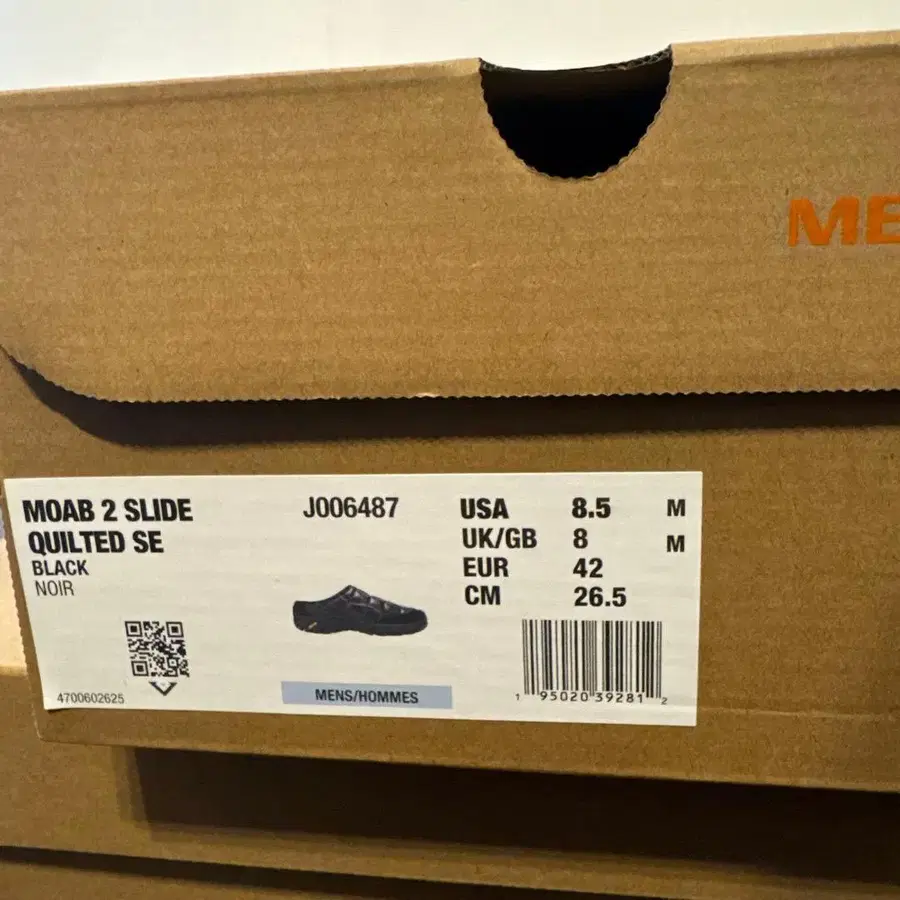 ME
MOAB 2 SLIDE
QUILTED SE
BLACK
NOIR
4700602625
J006487
MENS/HOMMES
USA 8.5 M
UK/GB 8 M
EUR 42
CM 26.5
1 95020 39281 2